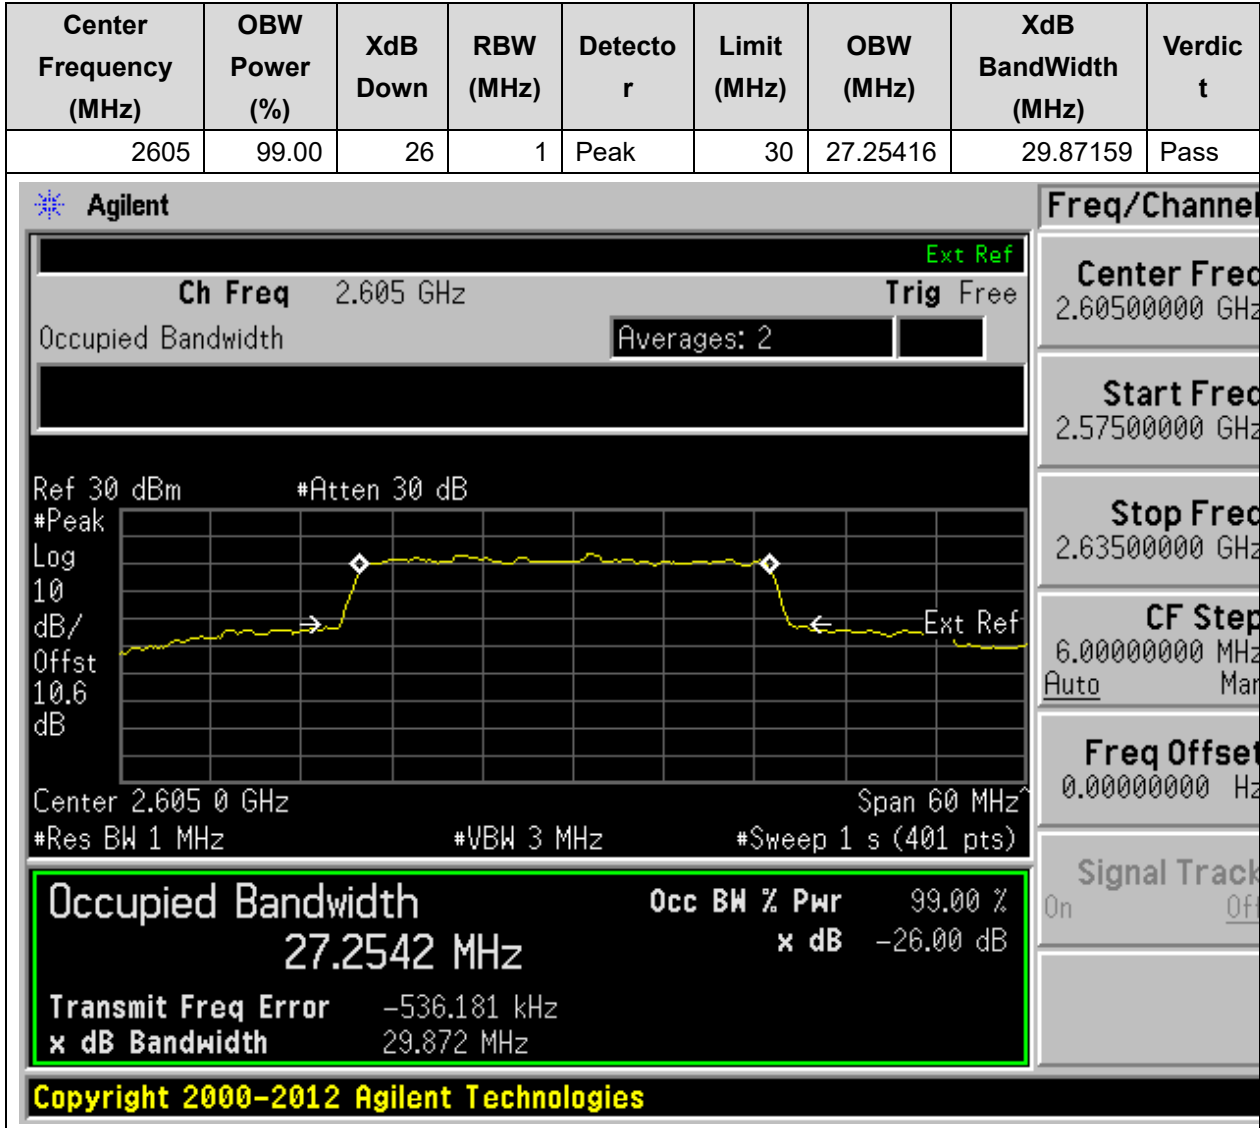 Center Frequency (MHz) OBW Power (%) XdB Down RBW (MHz) Detector Limit (MHz) OBW (MHz) XdB BandWidth (MHz) Verdict
2605 99.00 26 1 Peak 30 27.25416 29.87159 Pass
Agilent
Freq/Channel
Ext Ref
Ch Freq 2.605 GHz Trig Free
Occupied Bandwidth Averages: 2
Center Freq
2.60500000 GHz
Start Freq
2.57500000 GHz
Stop Freq
2.63500000 GHz
CF Step
6.00000000 MHz
Auto Man
Freq Offset
0.00000000 Hz
Signal Track
On Off
Ref 30 dBm #Atten 30 dB
#Peak
Log
10
dB/
Offst
10.6
dB
Ext Ref
Center 2.605 0 GHz Span 60 MHz^
#Res BW 1 MHz #VBW 3 MHz #Sweep 1 s (401 pts)
Occupied Bandwidth Occ BW % Pwr 99.00 %
27.2542 MHz x dB -26.00 dB
Transmit Freq Error -536.181 kHz
x dB Bandwidth 29.872 MHz
Copyright 2000-2012 Agilent Technologies